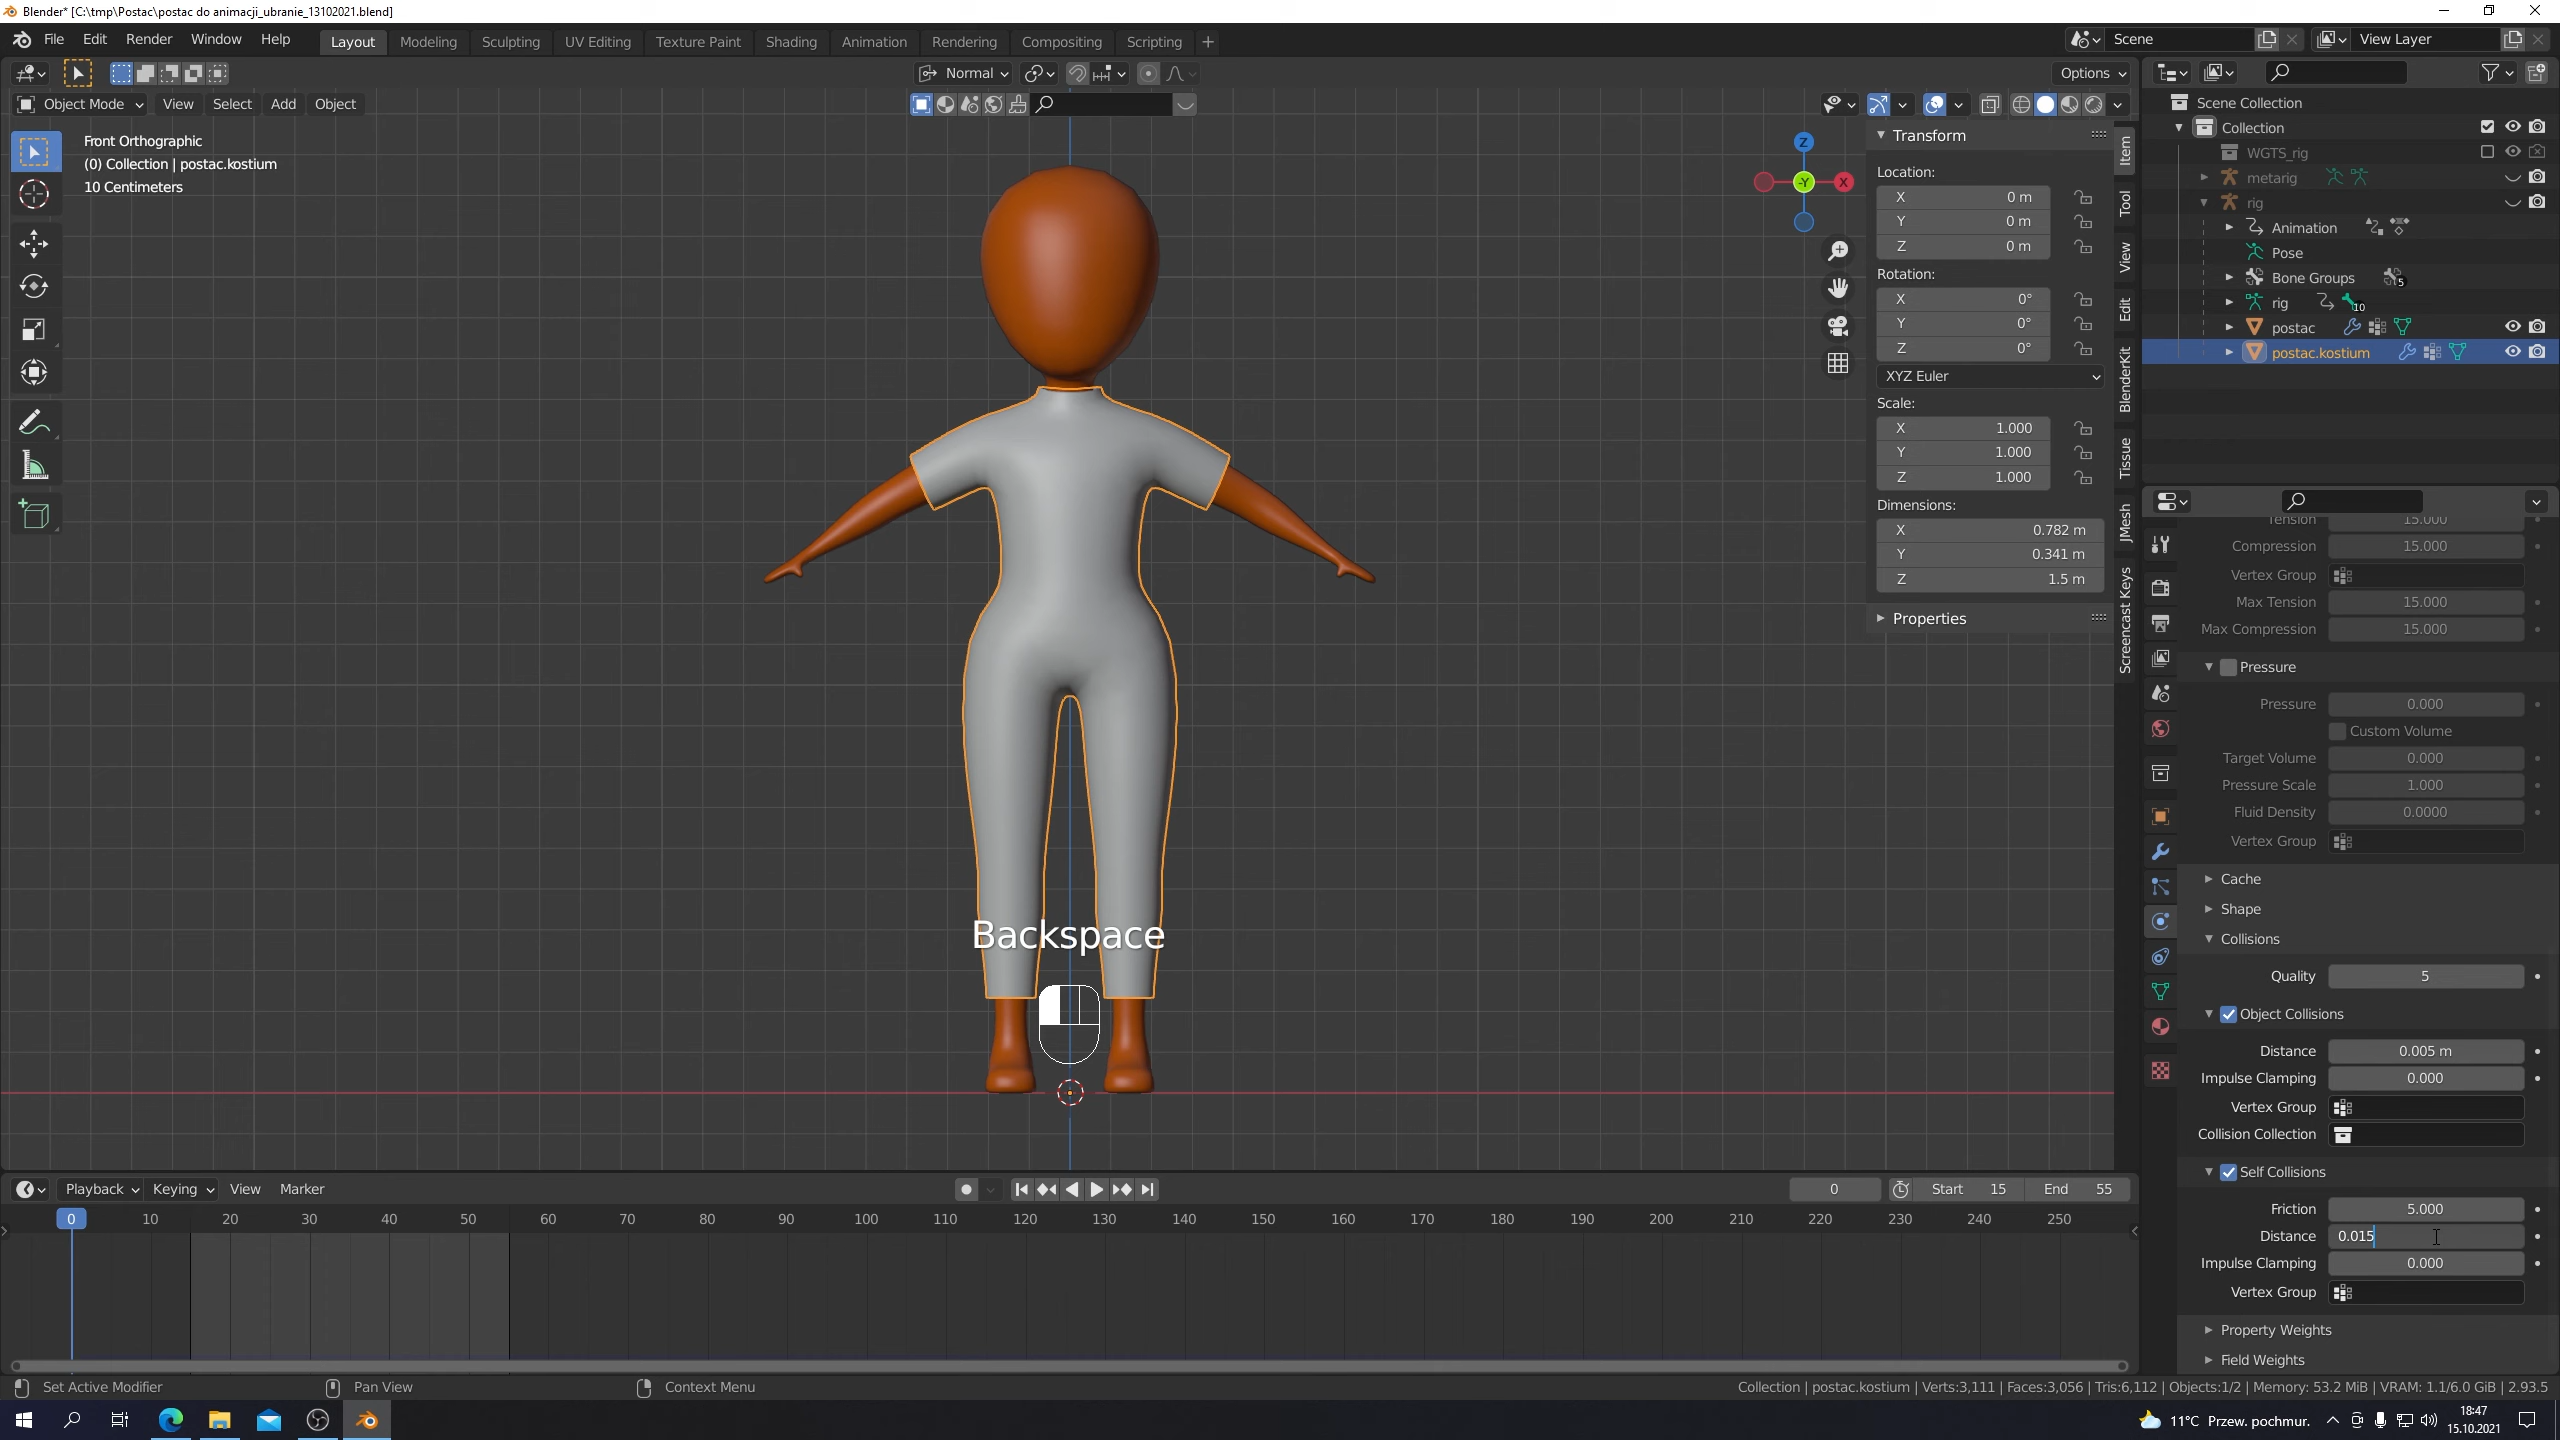 Blender* [C:\tmp\Postac\postac do animacji_ubranie_13102021.blend]
File Edit Render Window Help Layout Modeling Sculpting UV Editing Texture Paint Shading Animation Rendering Compositing Scripting + Scene View Layer
Normal Options
Object Mode View Select Add Object
Front Orthographic
(0) Collection | postac.kostium
10 Centimeters
Z
-Y
X
Backspace
Transform
Location:
X 0 m
Y 0 m
Z 0 m
Rotation:
X 0°
Y 0°
Z 0°
XYZ Euler
Scale:
X 1.000
Y 1.000
Z 1.000
Dimensions:
X 0.782 m
Y 0.341 m
Z 1.5 m
Properties
Item
Tool
View
Edit
BlenderKit
Tissue
JMesh
Screencast Keys
Scene Collection
Collection
WGTS_rig
metarig
rig
Animation
Pose
Bone Groups 5
rig 10
postac
postac.kostium
Tension 15.000
Compression 15.000
Vertex Group
Max Tension 15.000
Max Compression 15.000
Pressure
Pressure 0.000
Custom Volume
Target Volume 0.000
Pressure Scale 1.000
Fluid Density 0.0000
Vertex Group
Cache
Shape
Collisions
Quality 5
Object Collisions
Distance 0.005 m
Impulse Clamping 0.000
Vertex Group
Collision Collection
Self Collisions
Friction 5.000
Distance 0.015
Impulse Clamping 0.000
Vertex Group
Property Weights
Field Weights
Playback Keying View Marker 0 Start 15 End 55
0 10 20 30 40 50 60 70 80 90 100 110 120 130 140 150 160 170 180 190 200 210 220 230 240 250
Set Active Modifier Pan View Context Menu Collection | postac.kostium | Verts:3,111 | Faces:3,056 | Tris:6,112 | Objects:1/2 | Memory: 53.2 MiB | VRAM: 1.1/6.0 GiB | 2.93.5
11°C Przew. pochmur. 18:47
15.10.2021